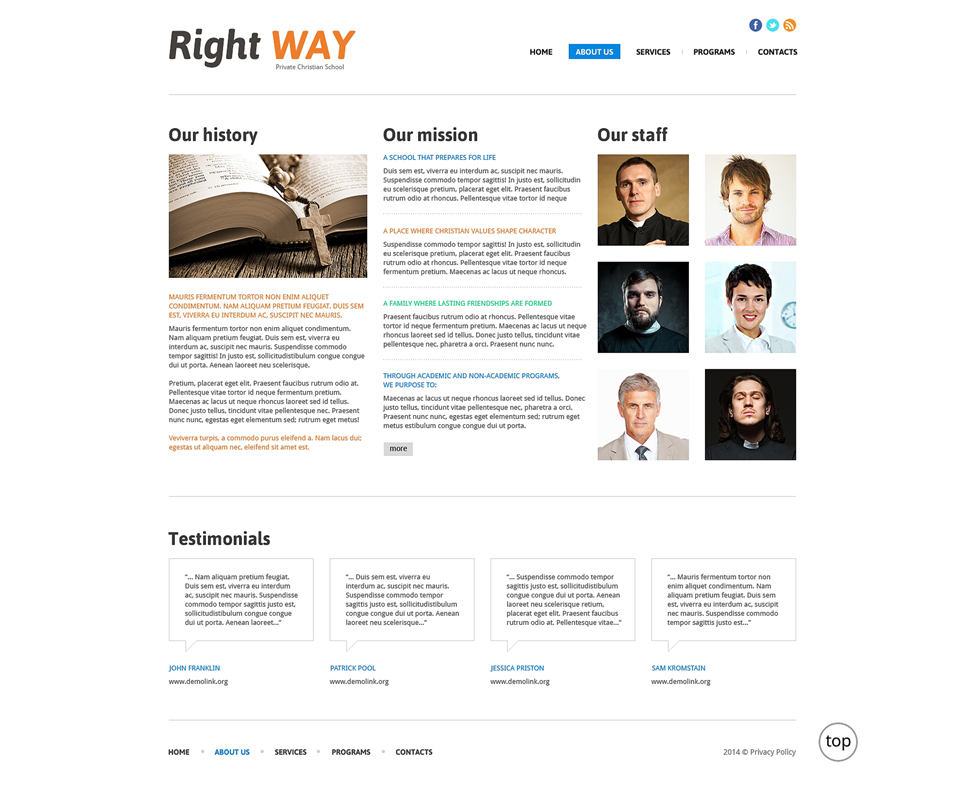 Right WAY
Private Christian School
HOME
ABOUT US
SERVICES
PROGRAMS
CONTACTS
Our history
MAURIS FERMENTUM TORTOR NON ENIM ALIQUET
CONDIMENTUM. NAM ALIQUAM PRETIUM FEUGIAT. DUIS SEM
EST, VIVERRA EU INTERDUM AC, SUSCIPIT NEC MAURIS.
Mauris fermentum tortor non enim aliquet condimentum.
Nam aliquam pretium feugiat. Duis sem est, viverra eu
interdum ac, suscipit nec mauris. Suspendisse commodo
tempor sagittis! In justo est, sollicitudistibulum congue congue
dui ut porta. Aenean laoreet neu scelerisque.
Pretium, placerat eget elit. Praesent faucibus rutrum odio at.
Pellentesque vitae tortor id neque fermentum pretium.
Maecenas ac lacus ut neque rhoncus laoreet sed id tellus.
Donec justo tellus, tincidunt vitae pellentesque nec. Praesent
nunc nunc, egestas eget elementum sed; rutrum eget metus!
Veviverra turpis, a commodo purus eleifend a. Nam lacus dui;
egestas ut aliquam nec, eleifend sit amet est.
Our mission
A SCHOOL THAT PREPARES FOR LIFE
Duis sem est, viverra eu interdum ac, suscipit nec mauris.
Suspendisse commodo tempor sagittis! In justo est, sollicitudin
eu scelerisque pretium, placerat eget elit. Praesent faucibus
rutrum odio at rhoncus. Pellentesque vitae tortor id neque
A PLACE WHERE CHRISTIAN VALUES SHAPE CHARACTER
Suspendisse commodo tempor sagittis! In justo est, sollicitudin
eu scelerisque pretium, placerat eget elit. Praesent faucibus
rutrum odio at rhoncus. Pellentesque vitae tortor id neque
fermentum pretium. Maecenas ac lacus ut neque rhoncus.
A FAMILY WHERE LASTING FRIENDSHIPS ARE FORMED
Praesent faucibus rutrum odio at rhoncus. Pellentesque vitae
tortor id neque fermentum pretium. Maecenas ac lacus ut neque
rhoncus laoreet sed id tellus. Donec justo tellus, tincidunt vitae
pellentesque nec, pharetra a orci. Praesent nunc nunc.
THROUGH ACADEMIC AND NON-ACADEMIC PROGRAMS,
WE PURPOSE TO:
Maecenas ac lacus ut neque rhoncus laoreet sed id tellus. Donec
justo tellus, tincidunt vitae pellentesque nec, pharetra a orci.
Praesent nunc nunc, egestas eget elementum sed; rutrum eget
metus estibulum congue congue dui ut porta.
more
Our staff
Testimonials
"... Nam aliquam pretium feugiat.
Duis sem est, viverra eu interdum
ac, suscipit nec mauris. Suspendisse
commodo tempor sagittis justo est,
sollicitudistibulum congue congue
dui ut porta. Aenean laoreet..."
JOHN FRANKLIN
www.demolink.org
"... Duis sem est, viverra eu
interdum ac, suscipit nec mauris.
Suspendisse commodo tempor
sagittis justo est, sollicitudistibulum
congue congue dui ut porta. Aenean
laoreet neu scelerisque..."
PATRICK POOL
www.demolink.org
"... Suspendisse commodo tempor
sagittis justo est, sollicitudistibulum
congue congue dui ut porta. Aenean
laoreet neu scelerisque retium,
placerat eget elit. Praesent faucibus
rutrum odio at. Pellentesque vitae..."
JESSICA PRISTON
www.demolink.org
"... Mauris fermentum tortor non
enim aliquet condimentum. Nam
aliquam pretium feugiat. Duis sem
est, viverra eu interdum ac, suscipit
nec mauris. Suspendisse commodo
tempor sagittis justo est..."
SAM KROMSTAIN
www.demolink.org
HOME
ABOUT US
SERVICES
PROGRAMS
CONTACTS
2014 © Privacy Policy
top